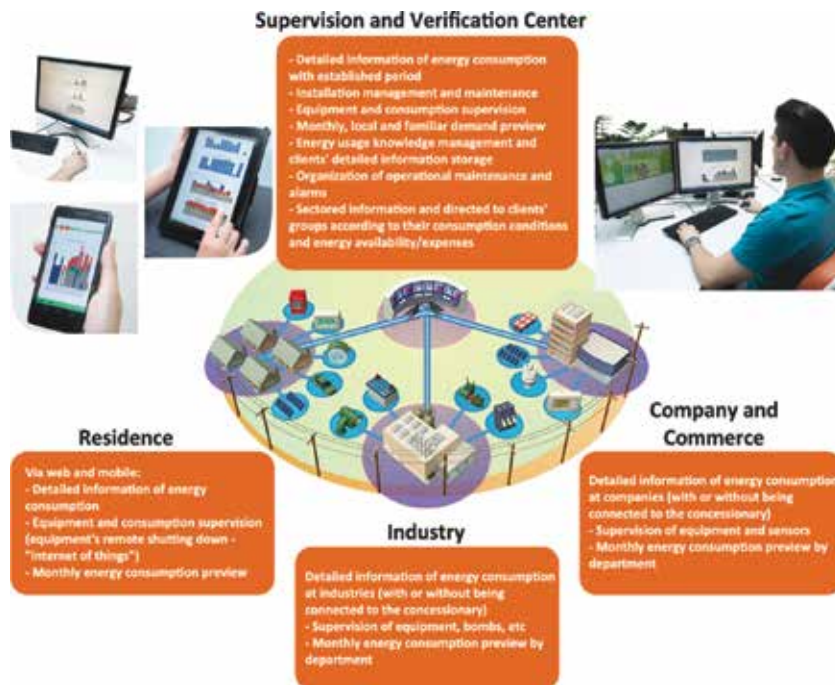 Supervision and Verification Center
- Detailed information of energy consumption
with established period
- Installation management and maintenance
- Equipment and consumption supervision
- Monthly, local and familiar demand preview
- Energy usage knowledge management and
clients' detailed information storage
- Organization of operational maintenance and
alarms
- Sectored information and directed to clients'
groups according to their consumption conditions
and energy availability/expenses
Residence
Via web and mobile:
- Detailed information of energy
consumption
- Equipment and consumption supervision
(equipment's remote shutting down -
"internet of things")
- Monthly energy consumption preview
Industry
Detailed information of energy consumption
at industries (with or without being
connected to the concessionary)
- Supervision of equipment, bombs, etc
- Monthly energy consumption preview by
department
Company and
Commerce
Detailed information of energy consumption
at companies (with or without being
connected to the concessionary)
- Supervision of equipment and sensors
- Monthly energy consumption preview by
department